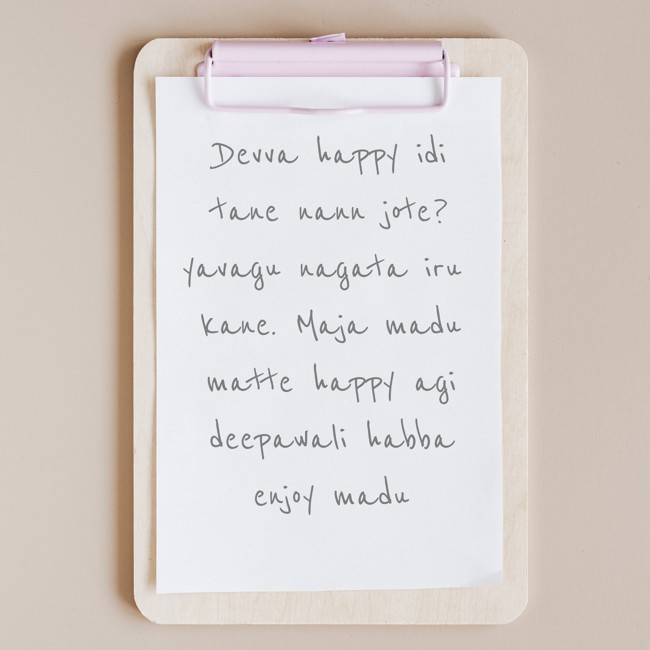 Devva happy idi
tane nann jote?
yavagu nagata iru
kane. Maja madu
matte happy agi
deepawali habba
enjoy madu